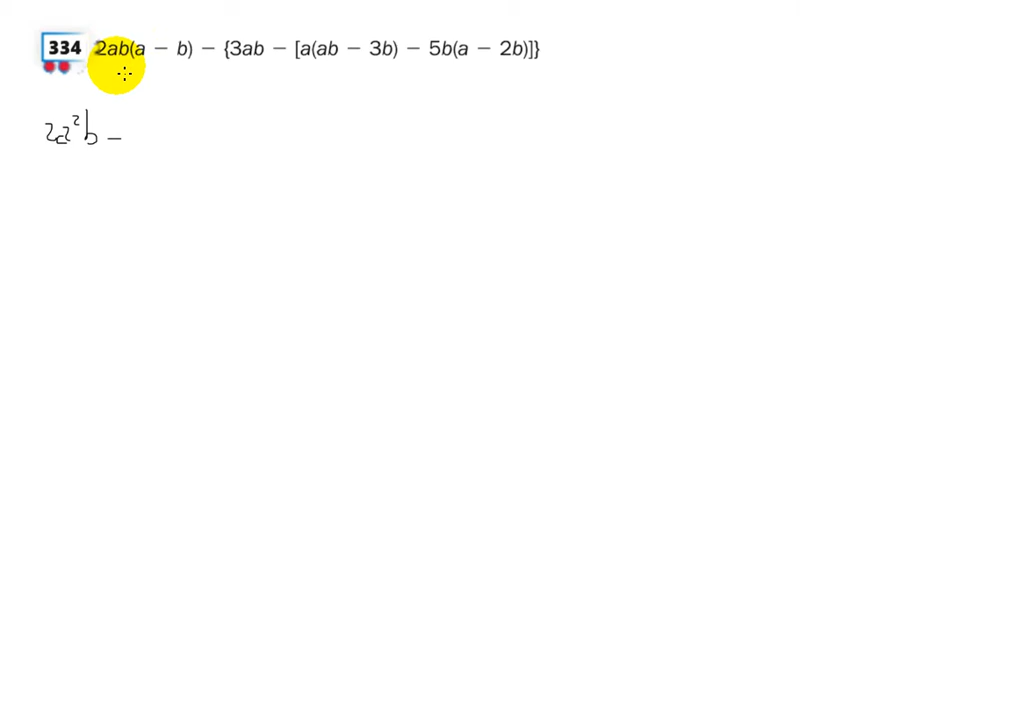 334 2ab(a − b) − {3ab − [a(ab − 3b) − 5b(a − 2b)]}
2a²b −